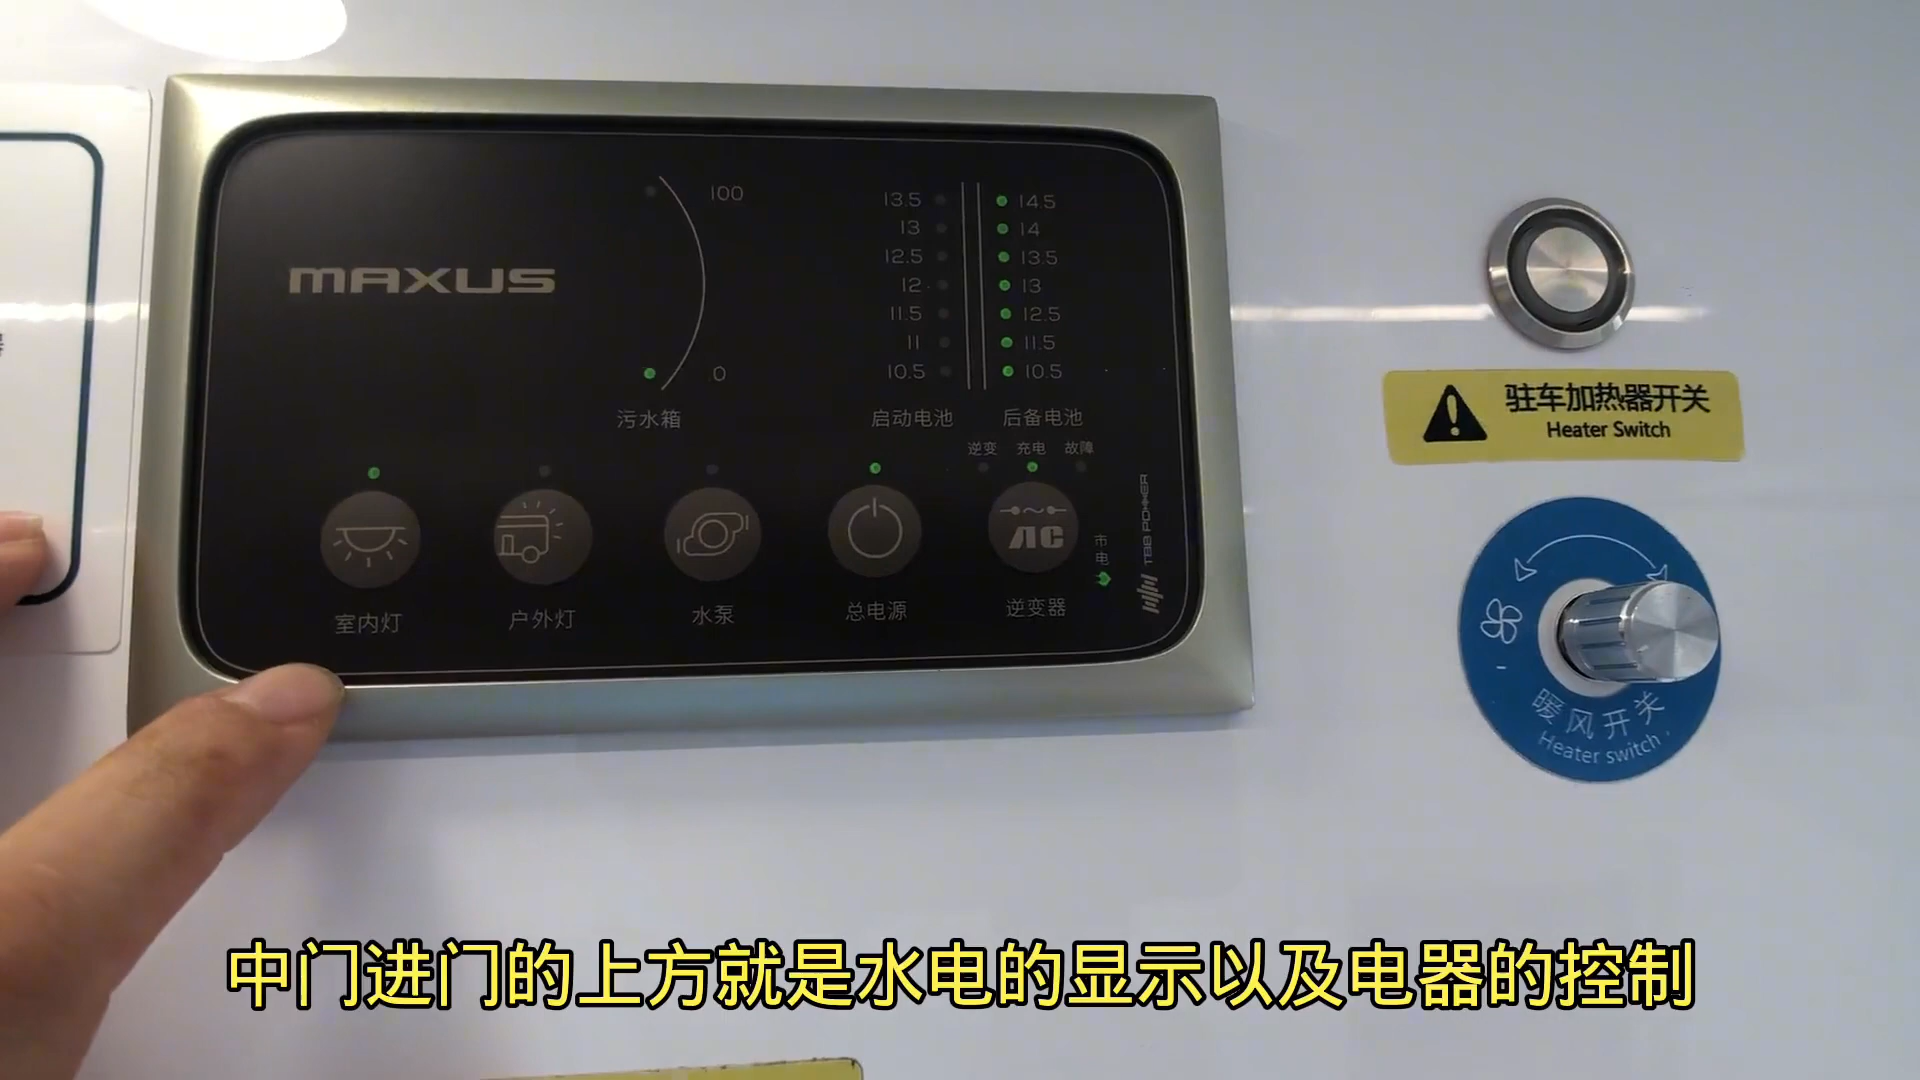 MAXUS
100
0
污水箱
13.5
13
12.5
12
11.5
11
10.5
启动电池
14.5
14
13.5
13
12.5
11.5
10.5
后备电池
逆变 充电 故障
AC
市电
TBB POWER
室内灯
户外灯
水泵
总电源
逆变器
驻车加热器开关
Heater Switch
暖风开关
Heater switch
中门进门的上方就是水电的显示以及电器的控制